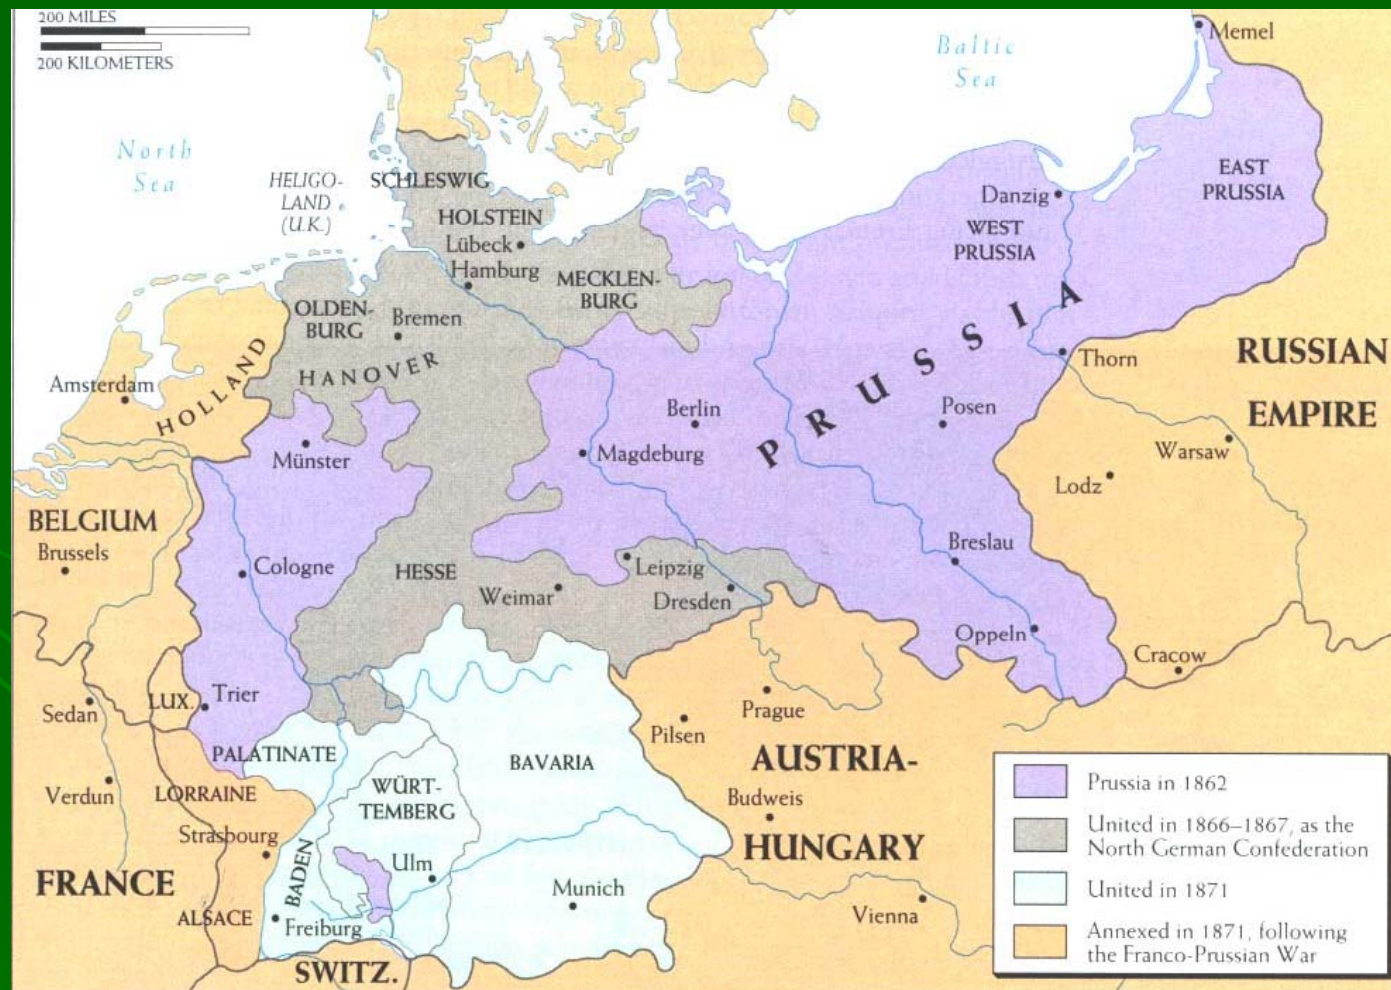 200 MILES
200 KILOMETERS
Baltic
Sea
Memel
North
Sea
HELIGO-
LAND
(U.K.)
SCHLESWIG
HOLSTEIN
Lübeck
Hamburg
MECKLEN-
BURG
Danzig
WEST
PRUSSIA
EAST
PRUSSIA
OLDEN-
BURG
Bremen
HANOVER
Amsterdam
HOLLAND
PRUSSIA
Thorn
RUSSIAN
EMPIRE
Berlin
Posen
Münster
Magdeburg
Warsaw
Lodz
BELGIUM
Brussels
Cologne
HESSE
Weimar
Leipzig
Dresden
Breslau
Oppeln
Cracow
Sedan
LUX.
Trier
Prague
Pilsen
PALATINATE
BAVARIA
AUSTRIA-
HUNGARY
Verdun
LORRAINE
WÜRT-
TEMBERG
Budweis
Strasbourg
FRANCE
BADEN
Ulm
Munich
Vienna
ALSACE
Freiburg
SWITZ.
Prussia in 1862
United in 1866–1867, as the
North German Confederation
United in 1871
Annexed in 1871, following
the Franco-Prussian War